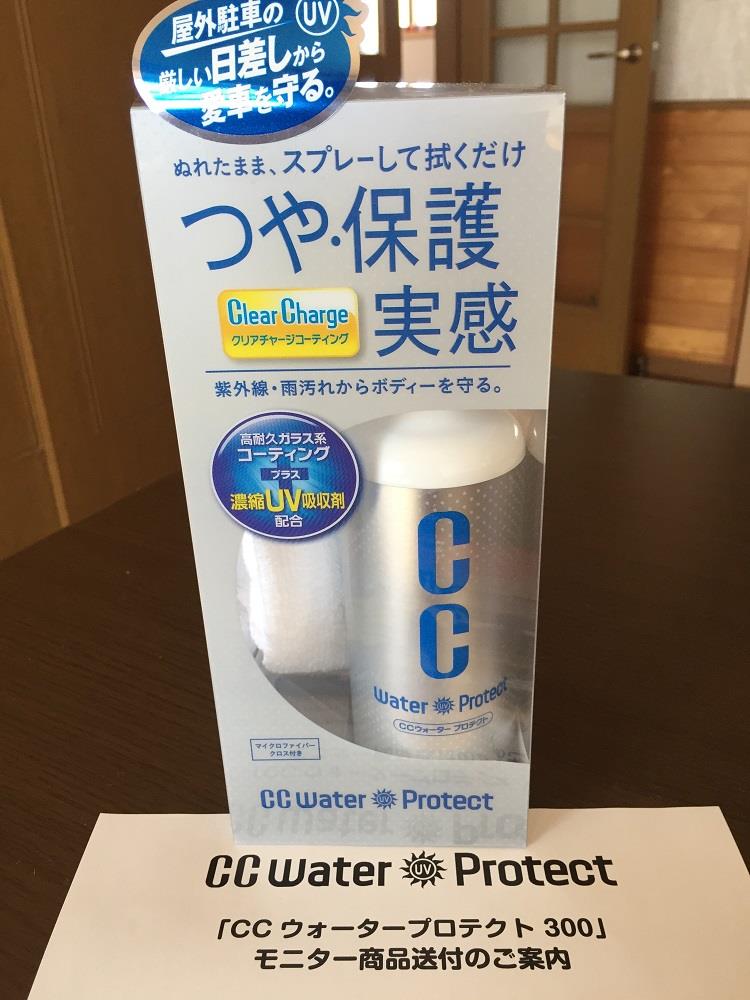 屋外駐車の UV
厳しい日差しから
愛車を守る。
ぬれたまま、スプレーして拭くだけ
つや・保護
Clear Charge
クリアチャージコーティング
実感
紫外線・雨汚れからボディーを守る。
高耐久ガラス系
コーティング
プラス
濃縮UV吸収剤
配合
CC
Water UV Protect
CCウォーター プロテクト
マイクロファイバー
クロス付き
CC Water UV Protect
CC Water UV Protect
「CC ウォータープロテクト 300」
モニター商品送付のご案内